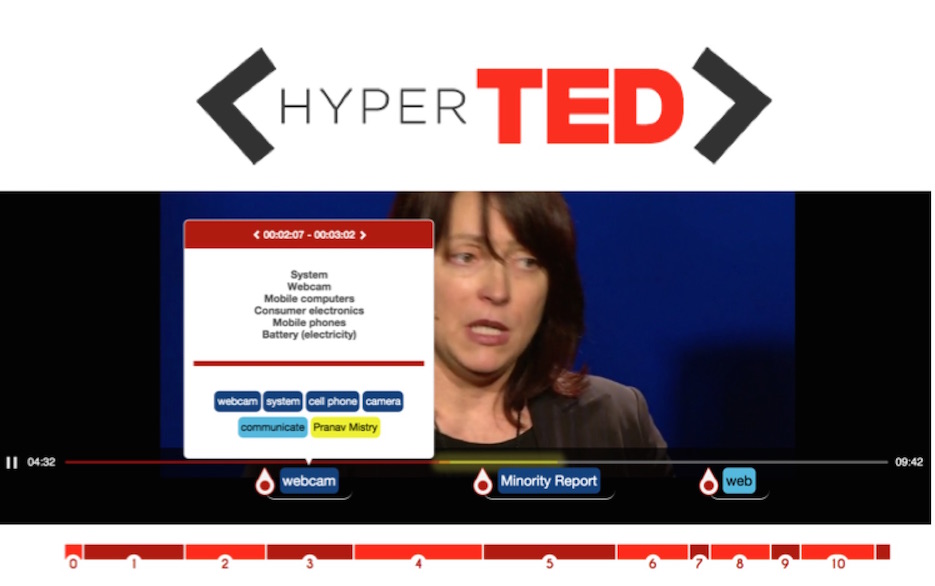 HYPER TED
00:02:07 - 00:03:02
System
Webcam
Mobile computers
Consumer electronics
Mobile phones
Battery (electricity)
webcam system cell phone camera
communicate Pranav Mistry
04:32 09:42
webcam Minority Report web
0 1 2 3 4 5 6 7 8 9 10